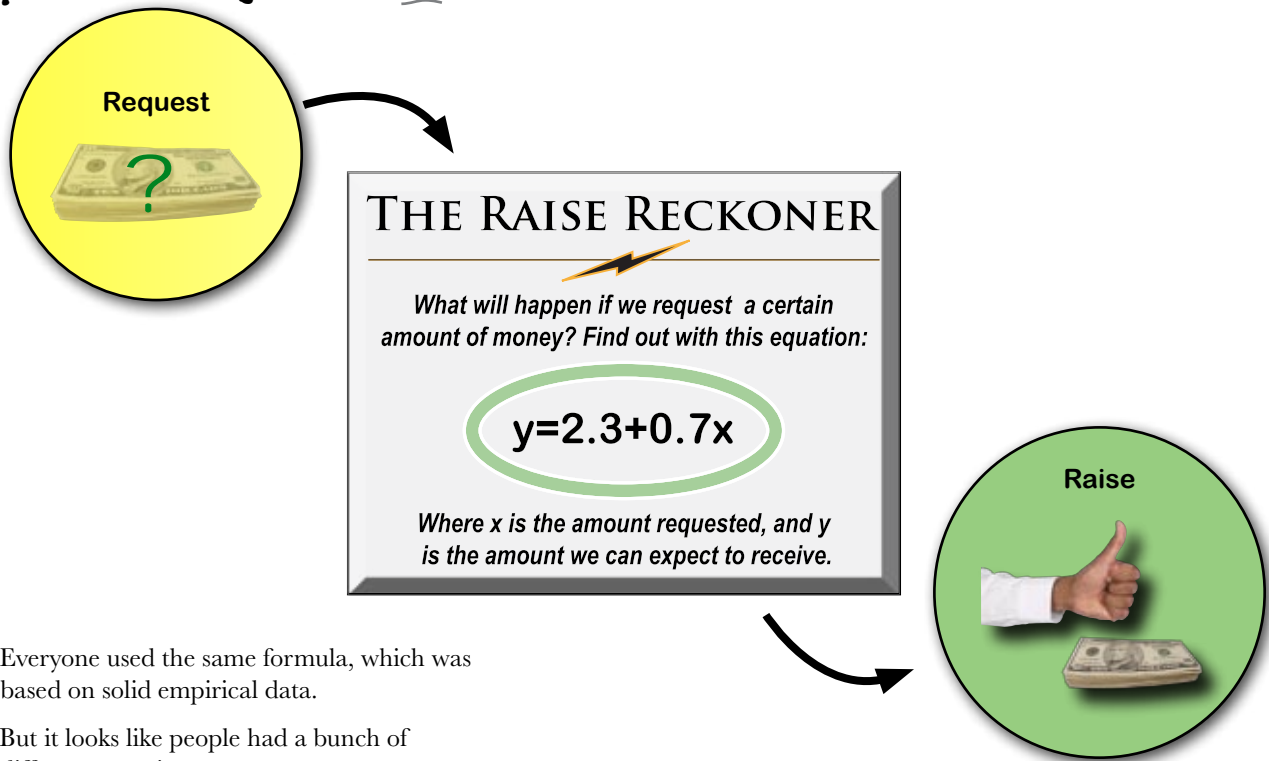 Request
?
THE RAISE RECKONER
What will happen if we request a certain
amount of money? Find out with this equation:
y=2.3+0.7x
Where x is the amount requested, and y
is the amount we can expect to receive.
Raise
Everyone used the same formula, which was
based on solid empirical data.
But it looks like people had a bunch of